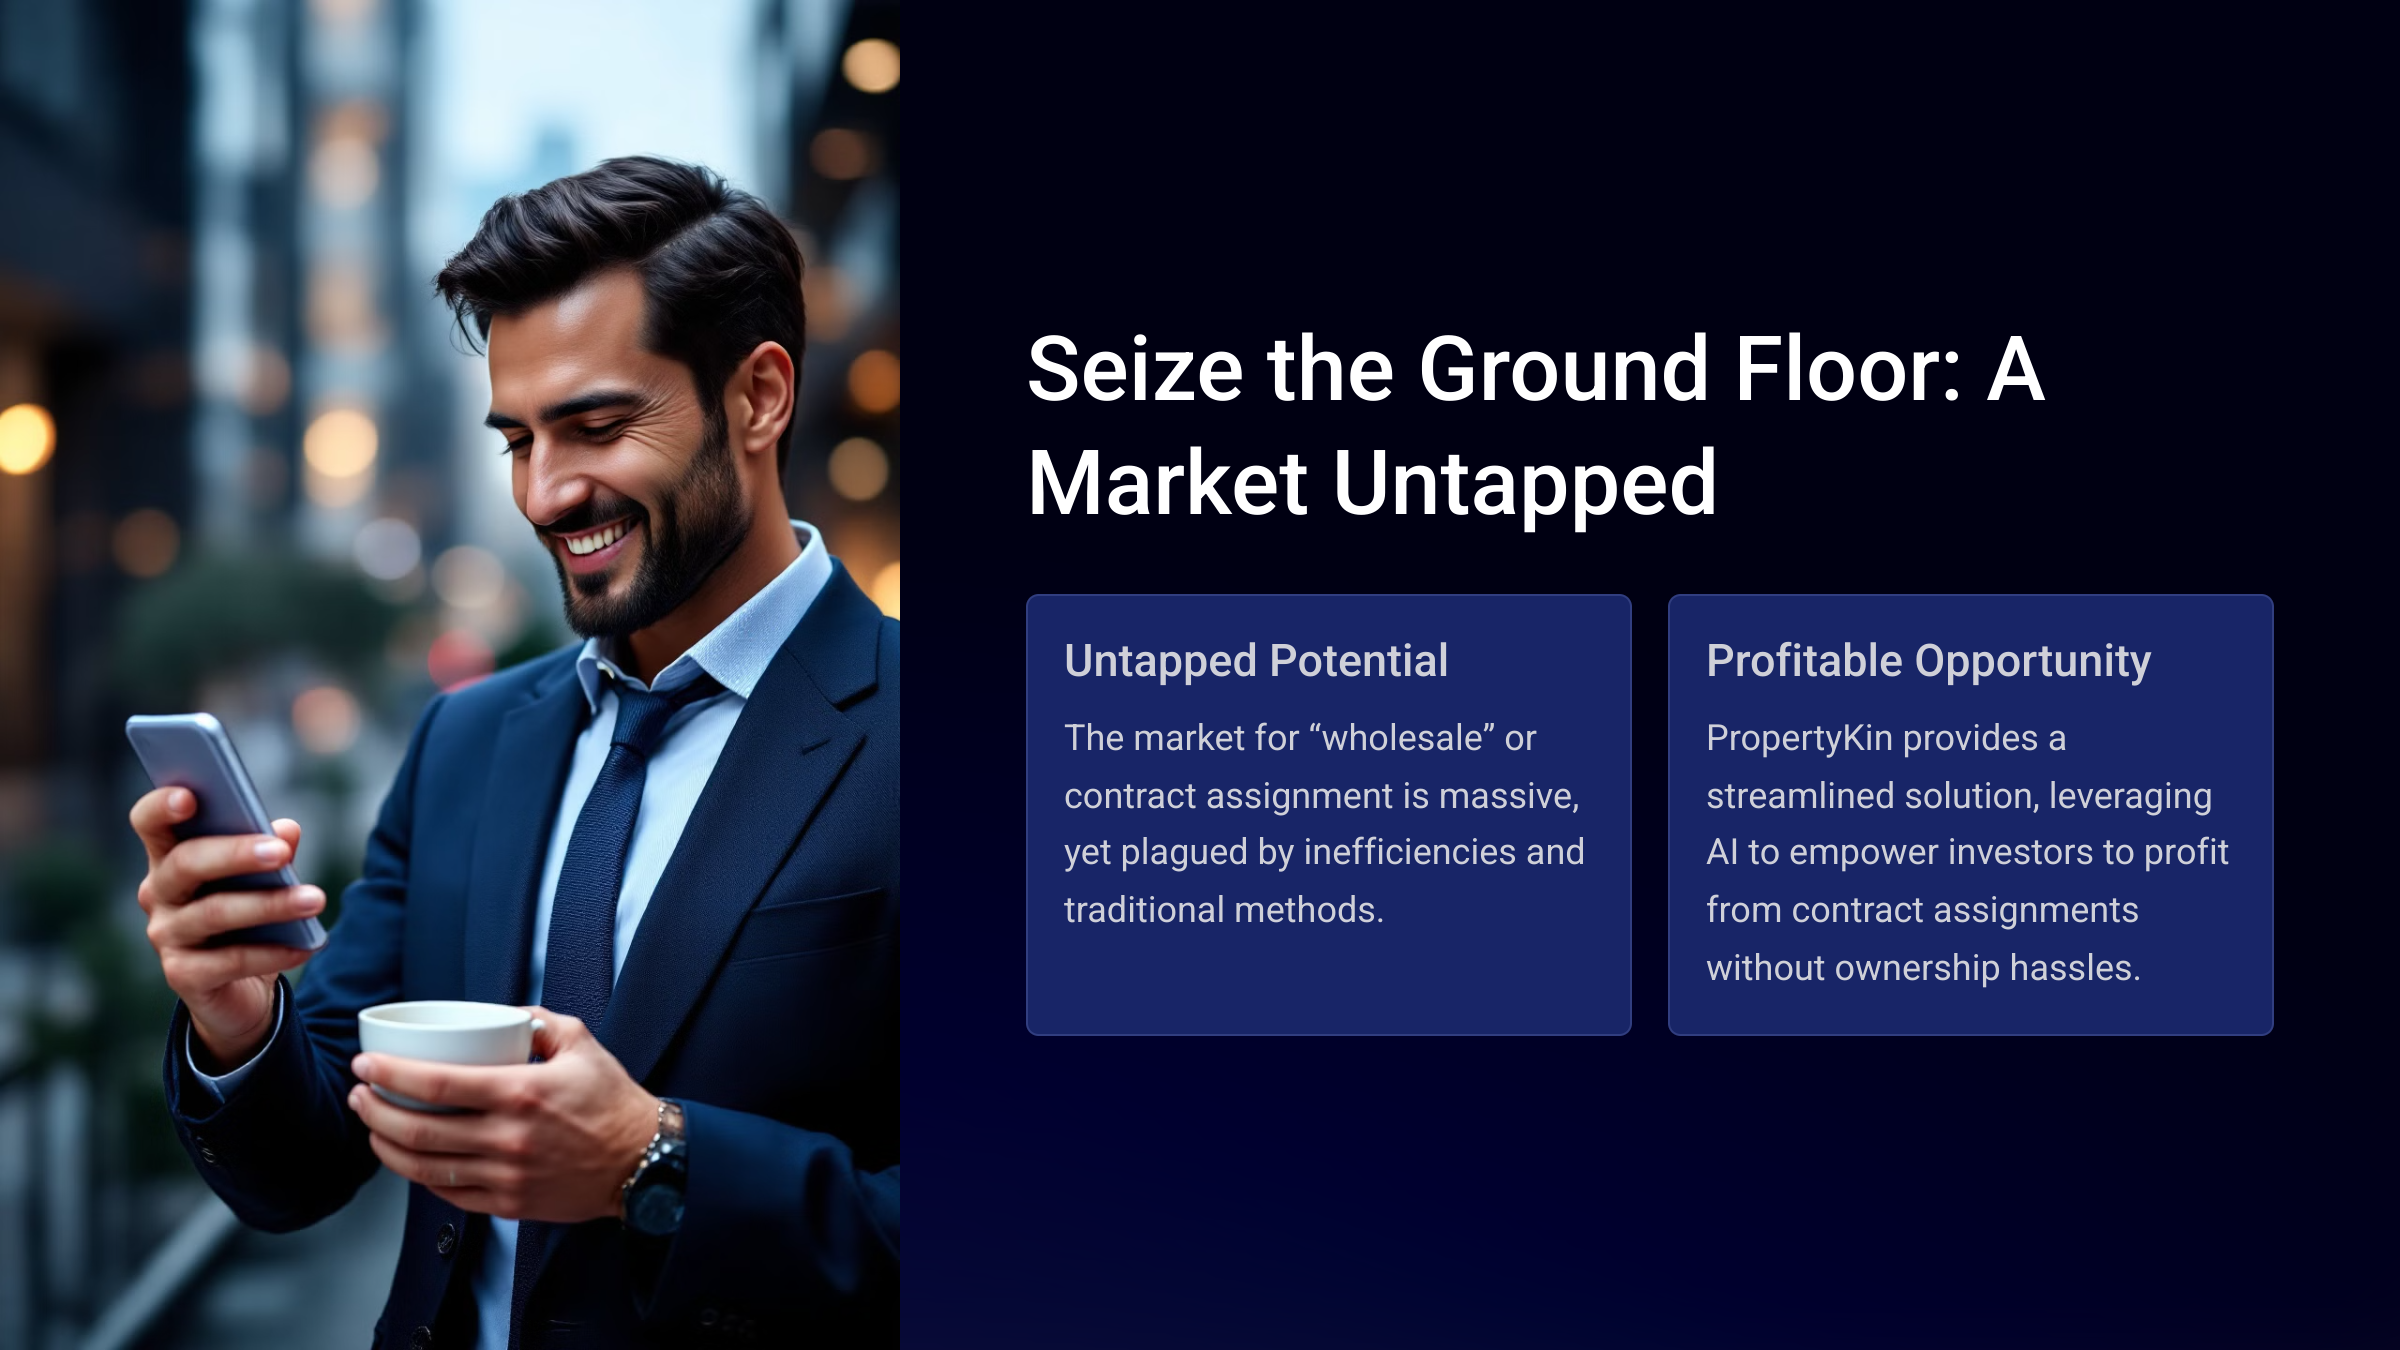 Seize the Ground Floor: A
Market Untapped
Untapped Potential
The market for “wholesale” or
contract assignment is massive,
yet plagued by inefficiencies and
traditional methods.
Profitable Opportunity
PropertyKin provides a
streamlined solution, leveraging
AI to empower investors to profit
from contract assignments
without ownership hassles.